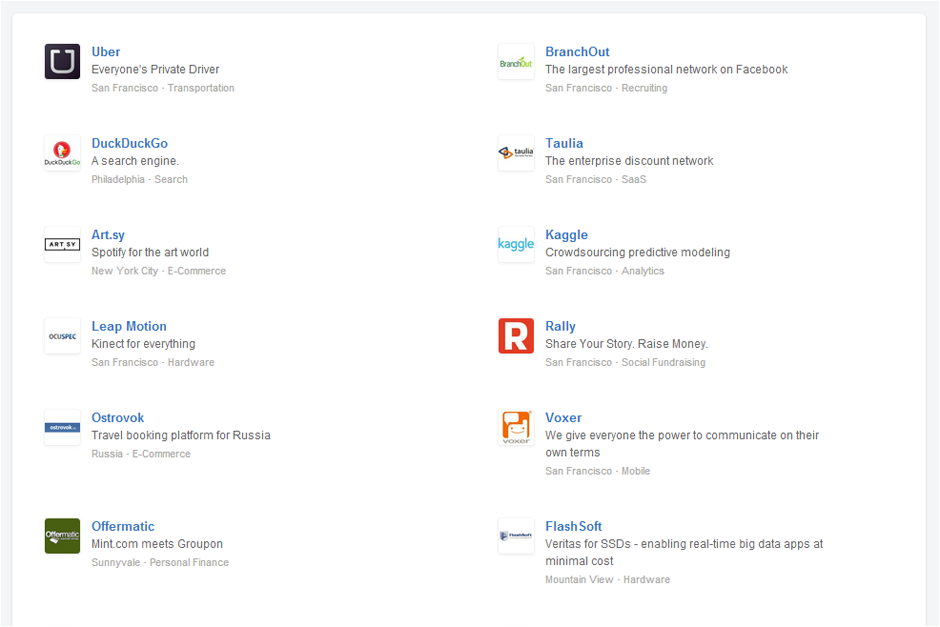 Uber
Everyone's Private Driver
San Francisco · Transportation
BranchOut
BranchOut
The largest professional network on Facebook
San Francisco · Recruiting
DuckDuckGo
DuckDuckGo
A search engine.
Philadelphia · Search
taulia
Taulia
The enterprise discount network
San Francisco · SaaS
ART.SY
Art.sy
Spotify for the art world
New York City · E-Commerce
kaggle
Kaggle
Crowdsourcing predictive modeling
San Francisco · Analytics
OCUSPEC
Leap Motion
Kinect for everything
San Francisco · Hardware
R
Rally
Share Your Story. Raise Money.
San Francisco · Social Fundraising
ostrovok
Ostrovok
Travel booking platform for Russia
Russia · E-Commerce
voxer
Voxer
We give everyone the power to communicate on their
own terms
San Francisco · Mobile
Offermatic
Offermatic
Mint.com meets Groupon
Sunnyvale · Personal Finance
FlashSoft
FlashSoft
Veritas for SSDs - enabling real-time big data apps at
minimal cost
Mountain View · Hardware